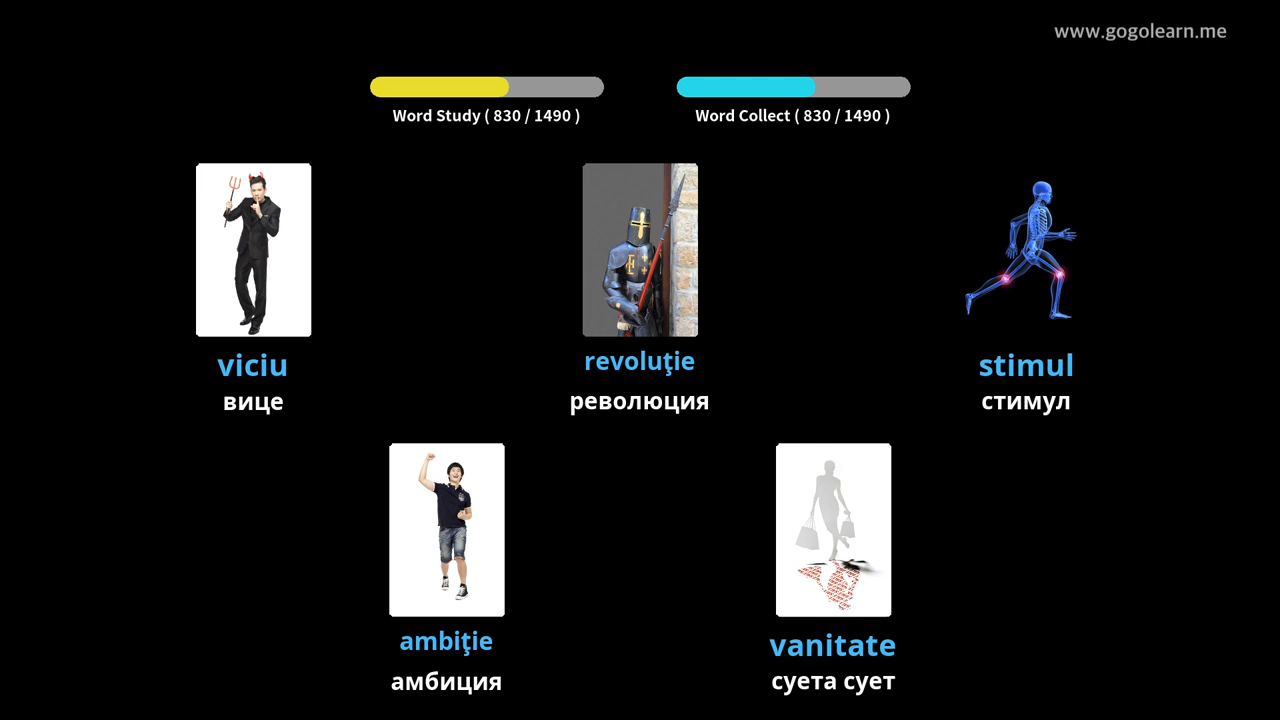 www.gogolearn.me
Word Study ( 830 / 1490 )
Word Collect ( 830 / 1490 )
viciu
вице
revoluţie
революция
stimul
стимул
ambiţie
амбиция
vanitate
суета сует